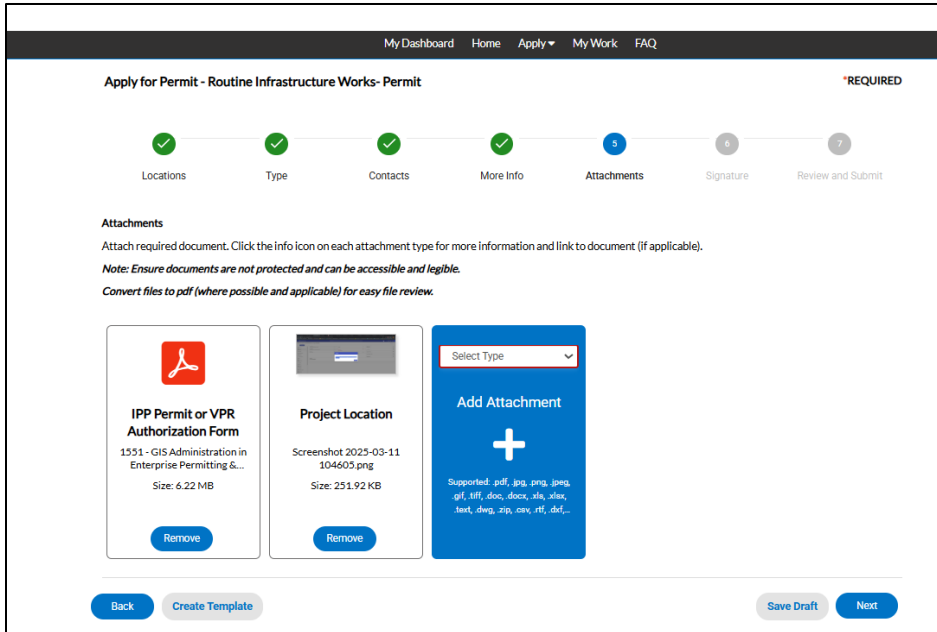 My Dashboard Home Apply My Work FAQ
Apply for Permit - Routine Infrastructure Works- Permit
*REQUIRED
5 6 7
Locations Type Contacts More Info Attachments Signature Review and Submit
Attachments
Attach required document. Click the info icon on each attachment type for more information and link to document (if applicable).
Note: Ensure documents are not protected and can be accessible and legible.
Convert files to pdf (where possible and applicable) for easy file review.
IPP Permit or VPR
Authorization Form
1551 - GIS Administration in
Enterprise Permitting &...
Size: 6.22 MB
Remove
Project Location
Screenshot 2025-03-11
104605.png
Size: 251.92 KB
Remove
Select Type
Add Attachment
Supported: .pdf, .jpg, .png, .jpeg,
.gif, .tiff, .doc, .docx, .xls, .xlsx,
.text, .dwg, .zip, .csv, .rtf, .dxf,...
Back Create Template Save Draft Next